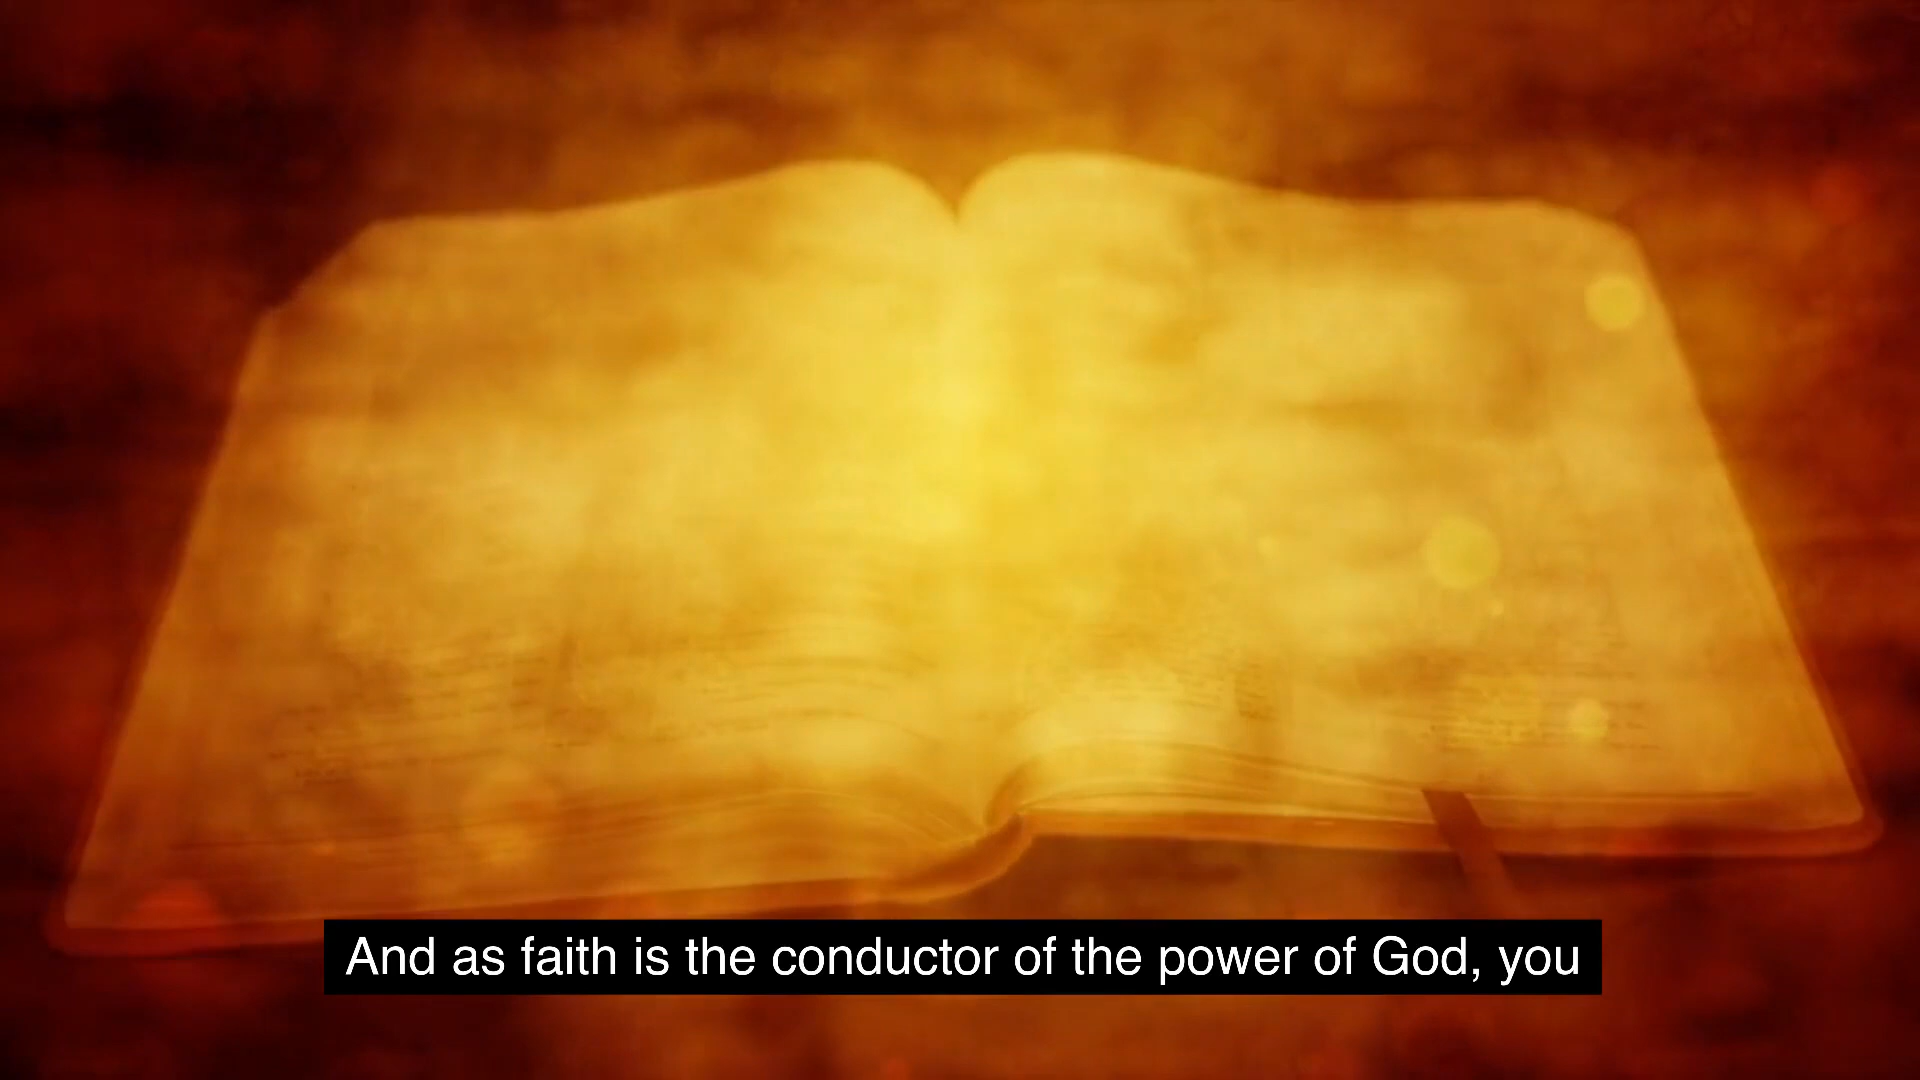 And as faith is the conductor of the power of God, you